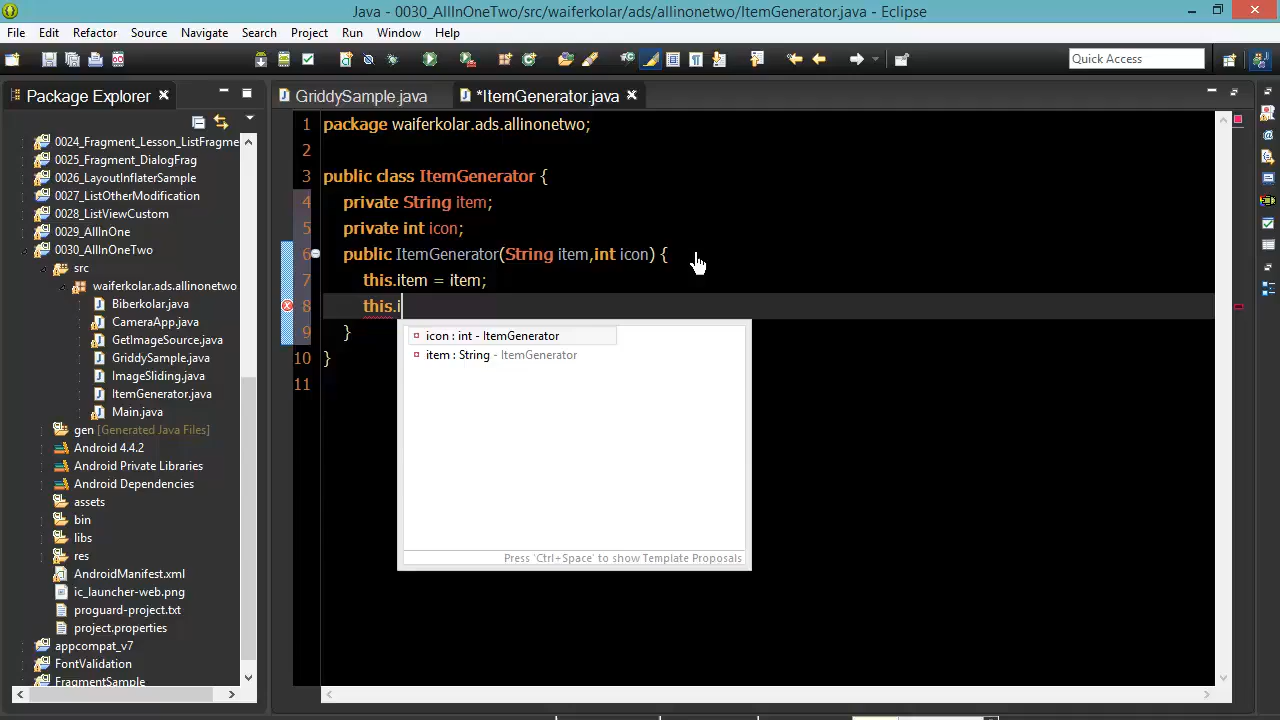 Java - 0030_AllInOneTwo/src/waiferkolar/ads/allinonetwo/ItemGenerator.java - Eclipse
File Edit Refactor Source Navigate Search Project Run Window Help
Quick Access
Package Explorer
GriddySample.java
*ItemGenerator.java
0024_Fragment_Lesson_ListFragme
0025_Fragment_DialogFrag
0026_LayoutInflaterSample
0027_ListOtherModification
0028_ListViewCustom
0029_AllInOne
0030_AllInOneTwo
src
waiferkolar.ads.allinonetwo
Biberkolar.java
CameraApp.java
GetImageSource.java
GriddySample.java
ImageSliding.java
ItemGenerator.java
Main.java
gen [Generated Java Files]
Android 4.4.2
Android Private Libraries
Android Dependencies
assets
bin
libs
res
AndroidManifest.xml
ic_launcher-web.png
proguard-project.txt
project.properties
appcompat_v7
FontValidation
FragmentSample
1 package waiferkolar.ads.allinonetwo;
2
3 public class ItemGenerator {
4 private String item;
5 private int icon;
6 public ItemGenerator(String item,int icon) {
7 this.item = item;
8 this.i
9 }
10 }
11
icon : int - ItemGenerator
item : String - ItemGenerator
Press 'Ctrl+Space' to show Template Proposals